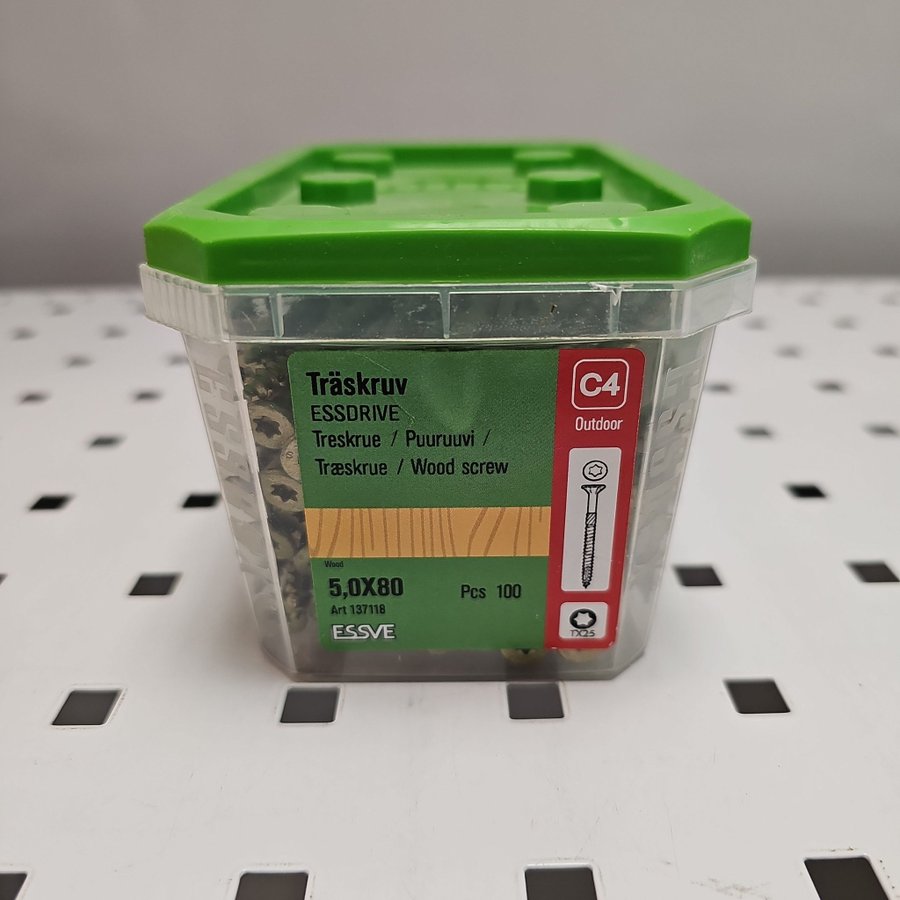 Träskruv
ESSDRIVE
Treskrue / Puuruuvi /
Træskrue / Wood screw
Wood
5,0X80
Pcs 100
Art 137118
ESSVE
C4
Outdoor
TX25